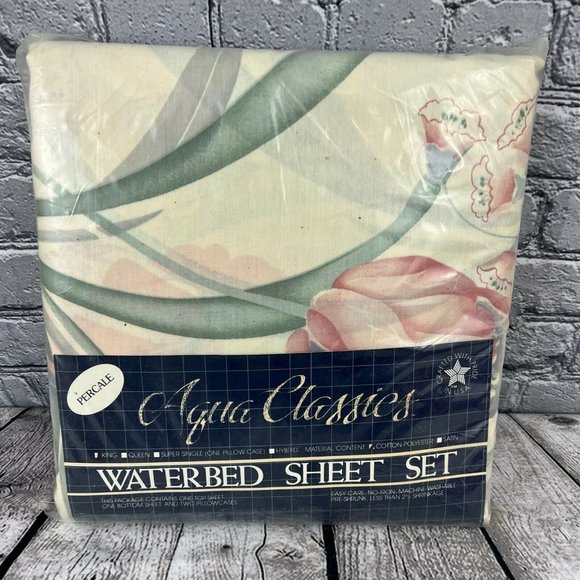 PERCALE
Aqua Classics
CRAFTED WITH PRIDE
IN U.S.A.
KING QUEEN SUPER SINGLE (ONE PILLOW CASE) HYBRID MATERIAL CONTENT COTTON-POLYESTER SATIN
WATERBED SHEET SET
THIS PACKAGE CONTAINS ONE TOP SHEET,
ONE BOTTOM SHEET AND TWO PILLOWCASES
EASY CARE, NO-IRON, MACHINE WASHABLE
PRE-SHRUNK, LESS THAN 2% SHRINKAGE